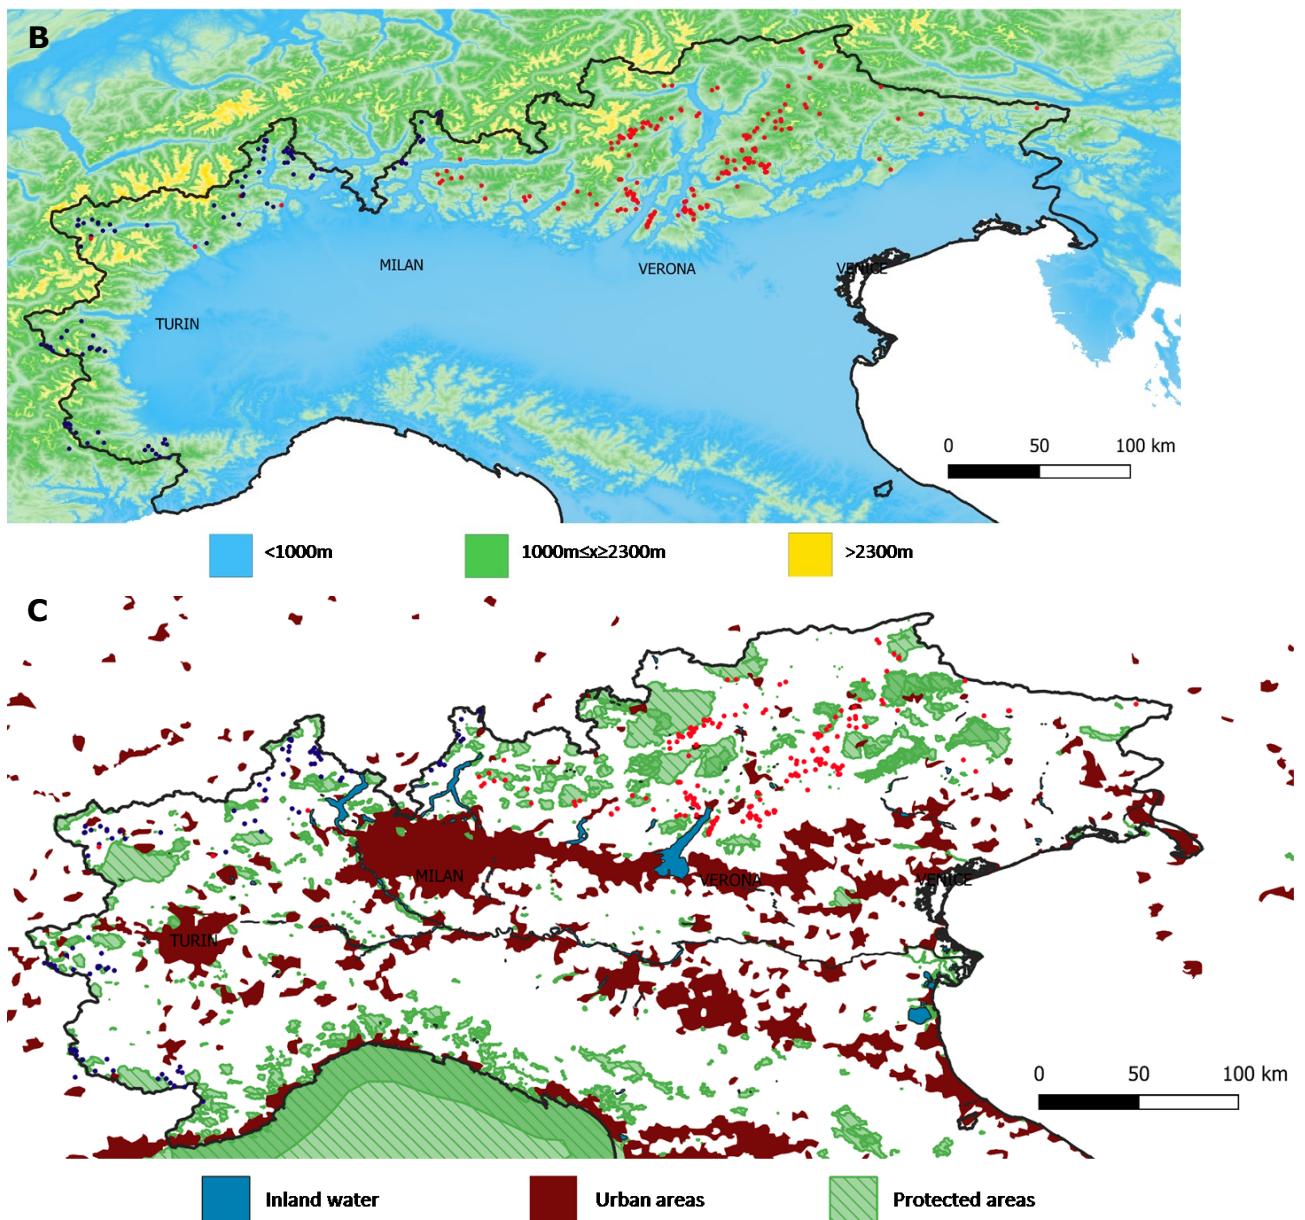 B
MILAN
VERONA
VENICE
TURIN
0 50 100 km
<1000m 1000m≤x≥2300m >2300m
C
MILAN
VERONA
VENICE
TURIN
0 50 100 km
Inland water Urban areas Protected areas